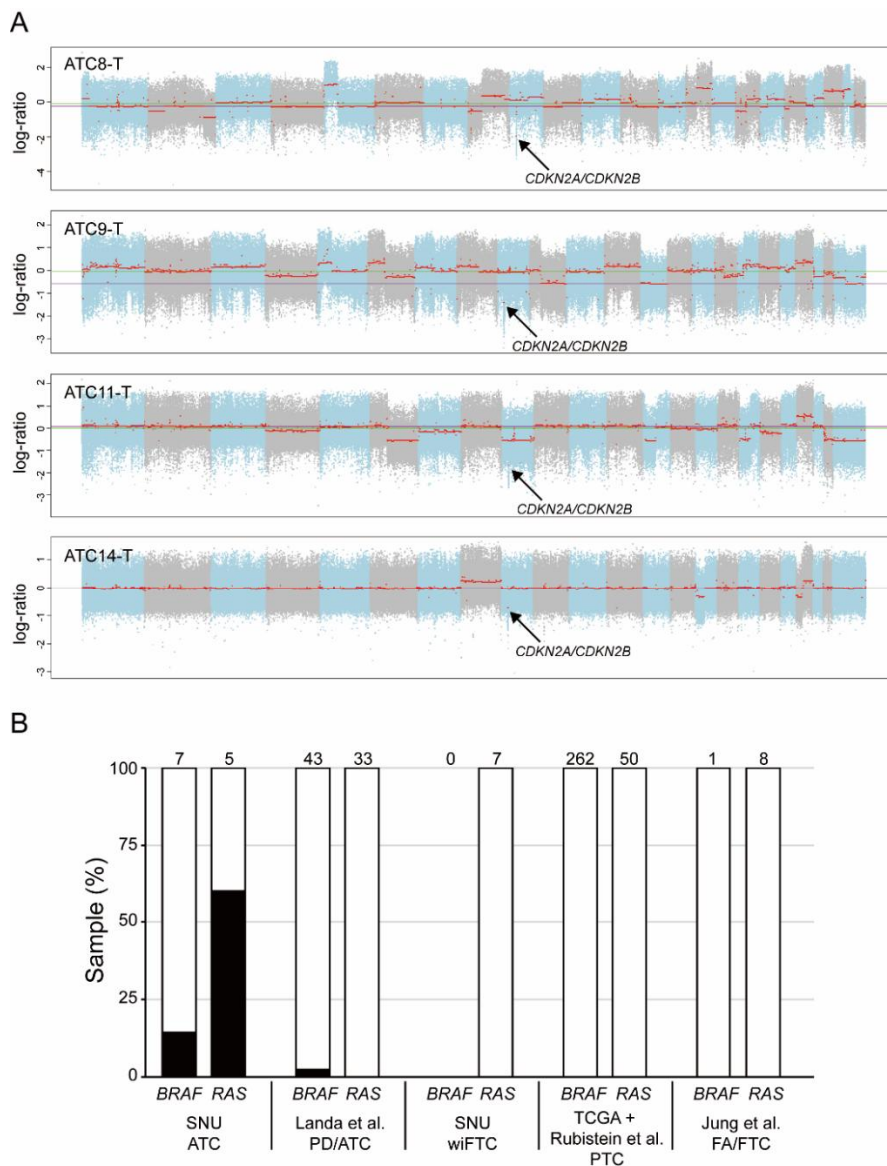 A
ATC8-T
log-ratio
2
0
-2
-4
CDKN2A/CDKN2B
ATC9-T
log-ratio
2
1
0
-1
-2
-3
CDKN2A/CDKN2B
ATC11-T
log-ratio
2
1
0
-1
-2
-3
CDKN2A/CDKN2B
ATC14-T
log-ratio
1
0
-1
-2
-3
CDKN2A/CDKN2B
B
7 5 43 33 0 7 262 50 1 8
Sample (%)
100
75
50
25
0
BRAF RAS BRAF RAS BRAF RAS BRAF RAS BRAF RAS
SNU
ATC
Landa et al.
PD/ATC
SNU
wiFTC
TCGA +
Rubistein et al.
PTC
Jung et al.
FA/FTC